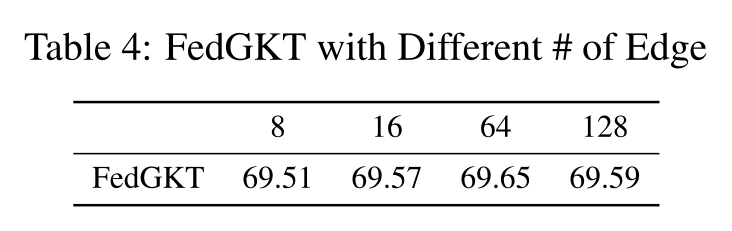 Table 4: FedGKT with Different # of Edge
8 16 64 128
FedGKT 69.51 69.57 69.65 69.59